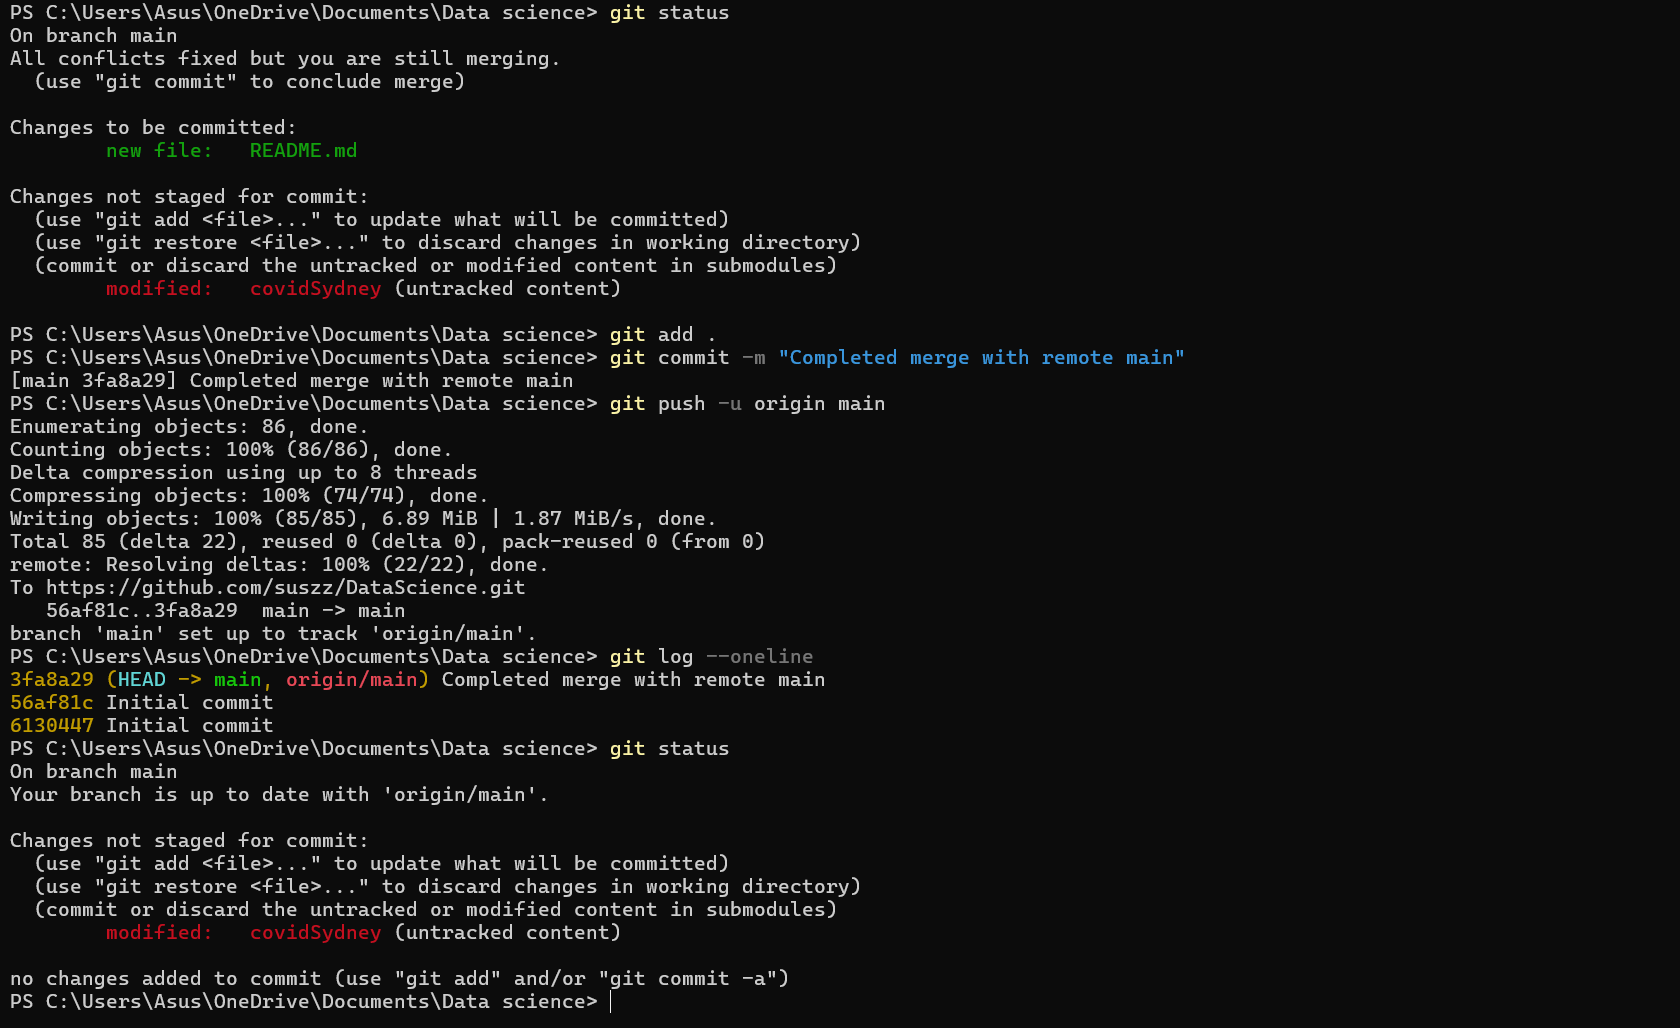 PS C:\Users\Asus\OneDrive\Documents\Data science> git status
On branch main
All conflicts fixed but you are still merging.
  (use "git commit" to conclude merge)

Changes to be committed:
        new file:   README.md

Changes not staged for commit:
  (use "git add <file>..." to update what will be committed)
  (use "git restore <file>..." to discard changes in working directory)
  (commit or discard the untracked or modified content in submodules)
        modified:   covidSydney (untracked content)

PS C:\Users\Asus\OneDrive\Documents\Data science> git add .
PS C:\Users\Asus\OneDrive\Documents\Data science> git commit -m "Completed merge with remote main"
[main 3fa8a29] Completed merge with remote main
PS C:\Users\Asus\OneDrive\Documents\Data science> git push -u origin main
Enumerating objects: 86, done.
Counting objects: 100% (86/86), done.
Delta compression using up to 8 threads
Compressing objects: 100% (74/74), done.
Writing objects: 100% (85/85), 6.89 MiB | 1.87 MiB/s, done.
Total 85 (delta 22), reused 0 (delta 0), pack-reused 0 (from 0)
remote: Resolving deltas: 100% (22/22), done.
To https://github.com/suszz/DataScience.git
   56af81c..3fa8a29  main -> main
branch 'main' set up to track 'origin/main'.
PS C:\Users\Asus\OneDrive\Documents\Data science> git log --oneline
3fa8a29 (HEAD -> main, origin/main) Completed merge with remote main
56af81c Initial commit
6130447 Initial commit
PS C:\Users\Asus\OneDrive\Documents\Data science> git status
On branch main
Your branch is up to date with 'origin/main'.

Changes not staged for commit:
  (use "git add <file>..." to update what will be committed)
  (use "git restore <file>..." to discard changes in working directory)
  (commit or discard the untracked or modified content in submodules)
        modified:   covidSydney (untracked content)

no changes added to commit (use "git add" and/or "git commit -a")
PS C:\Users\Asus\OneDrive\Documents\Data science>